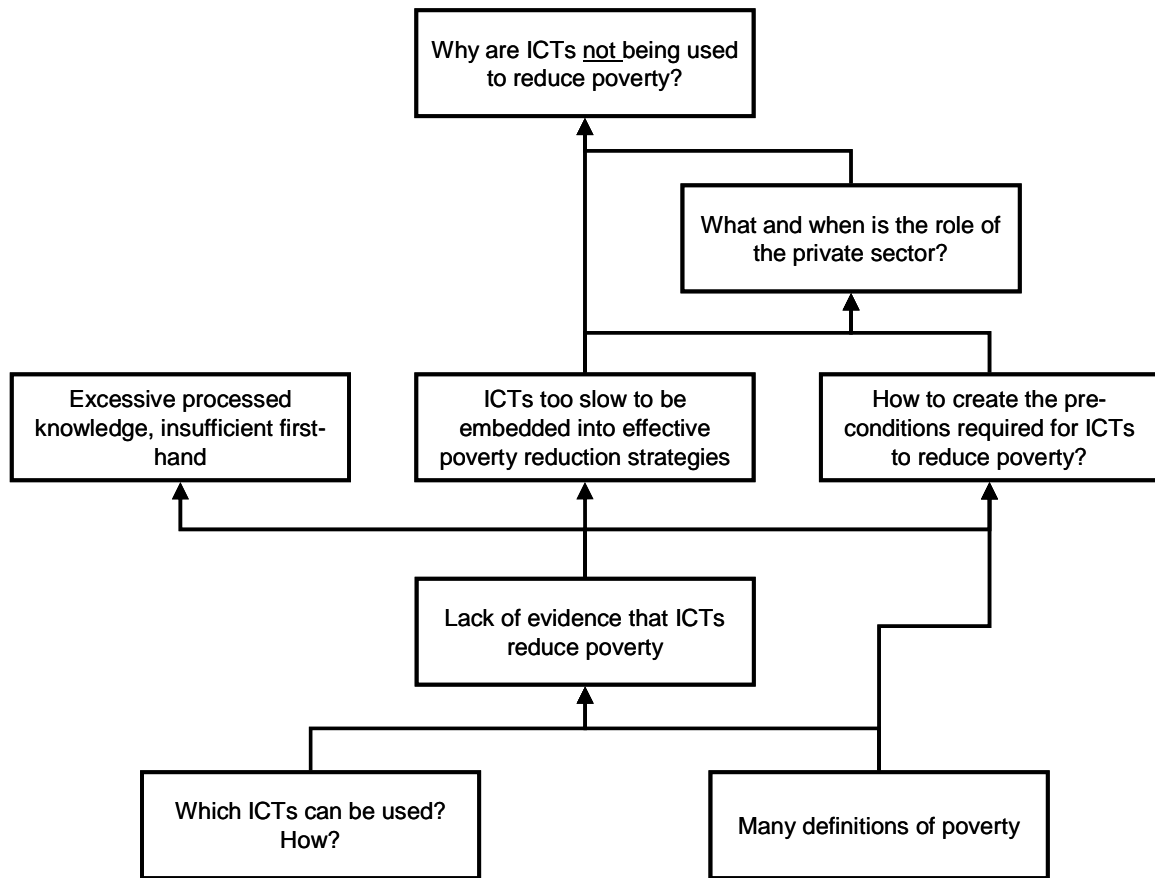 Why are ICTs not being used
to reduce poverty?
What and when is the role of
the private sector?
Excessive processed
knowledge, insufficient first-
hand
ICTs too slow to be
embedded into effective
poverty reduction strategies
How to create the pre-
conditions required for ICTs
to reduce poverty?
Lack of evidence that ICTs
reduce poverty
Which ICTs can be used?
How?
Many definitions of poverty